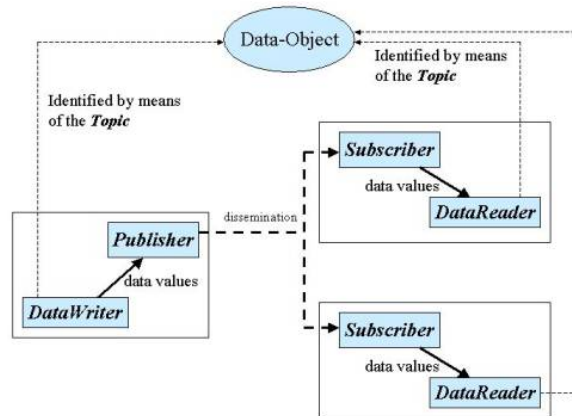 Data-Object
Identified by means
of the Topic
Identified by means
of the Topic
Subscriber
data values
DataReader
dissemination
Publisher
data values
DataWriter
Subscriber
data values
DataReader